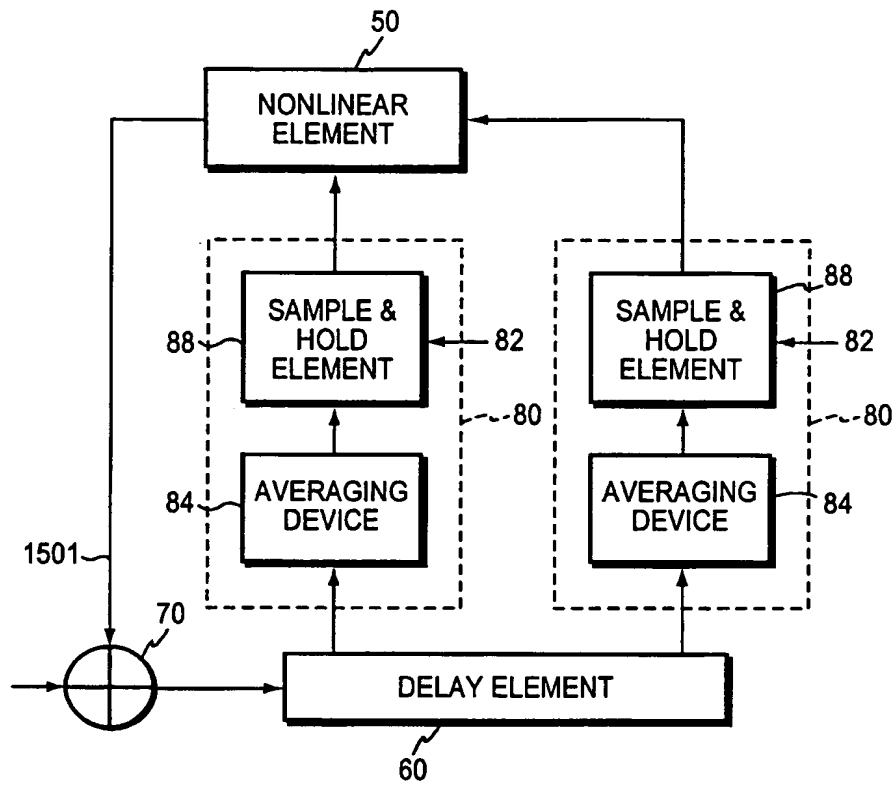 50
NONLINEAR
ELEMENT
88
SAMPLE &
HOLD
ELEMENT
82
80
84
AVERAGING
DEVICE
88
SAMPLE &
HOLD
ELEMENT
82
80
AVERAGING
DEVICE
84
1501
70
DELAY ELEMENT
60